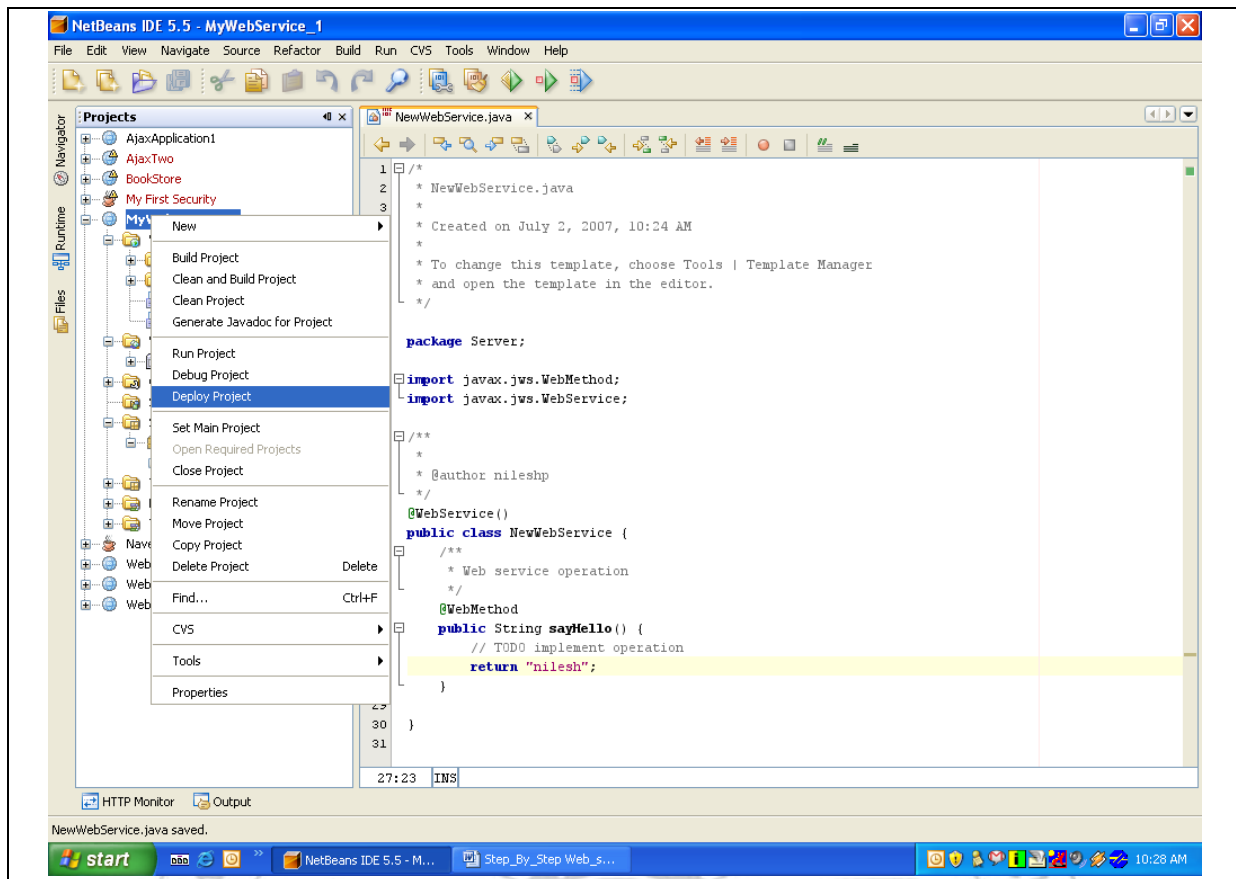 NetBeans IDE 5.5 - MyWebService_1
File Edit View Navigate Source Refactor Build Run CVS Tools Window Help
Navigator
Runtime
Files
Projects
AjaxApplication1
AjaxTwo
BookStore
My First Security
Nave
Web
Web
Web
New
Build Project
Clean and Build Project
Clean Project
Generate Javadoc for Project
Run Project
Debug Project
Deploy Project
Set Main Project
Open Required Projects
Close Project
Rename Project
Move Project
Copy Project
Delete Project Delete
Find... Ctrl+F
CVS
Tools
Properties
NewWebService.java
1 /*
2 * NewWebService.java
3 *
* Created on July 2, 2007, 10:24 AM
*
* To change this template, choose Tools | Template Manager
* and open the template in the editor.
*/
package Server;
import javax.jws.WebMethod;
import javax.jws.WebService;
/**
*
* @author nileshp
*/
@WebService()
public class NewWebService {
/**
* Web service operation
*/
@WebMethod
public String sayHello() {
// TODO implement operation
return "nilesh";
}
29
30 }
31
27:23 INS
HTTP Monitor Output
NewWebService.java saved.
start NetBeans IDE 5.5 - M... Step_By_Step Web_s... 10:28 AM